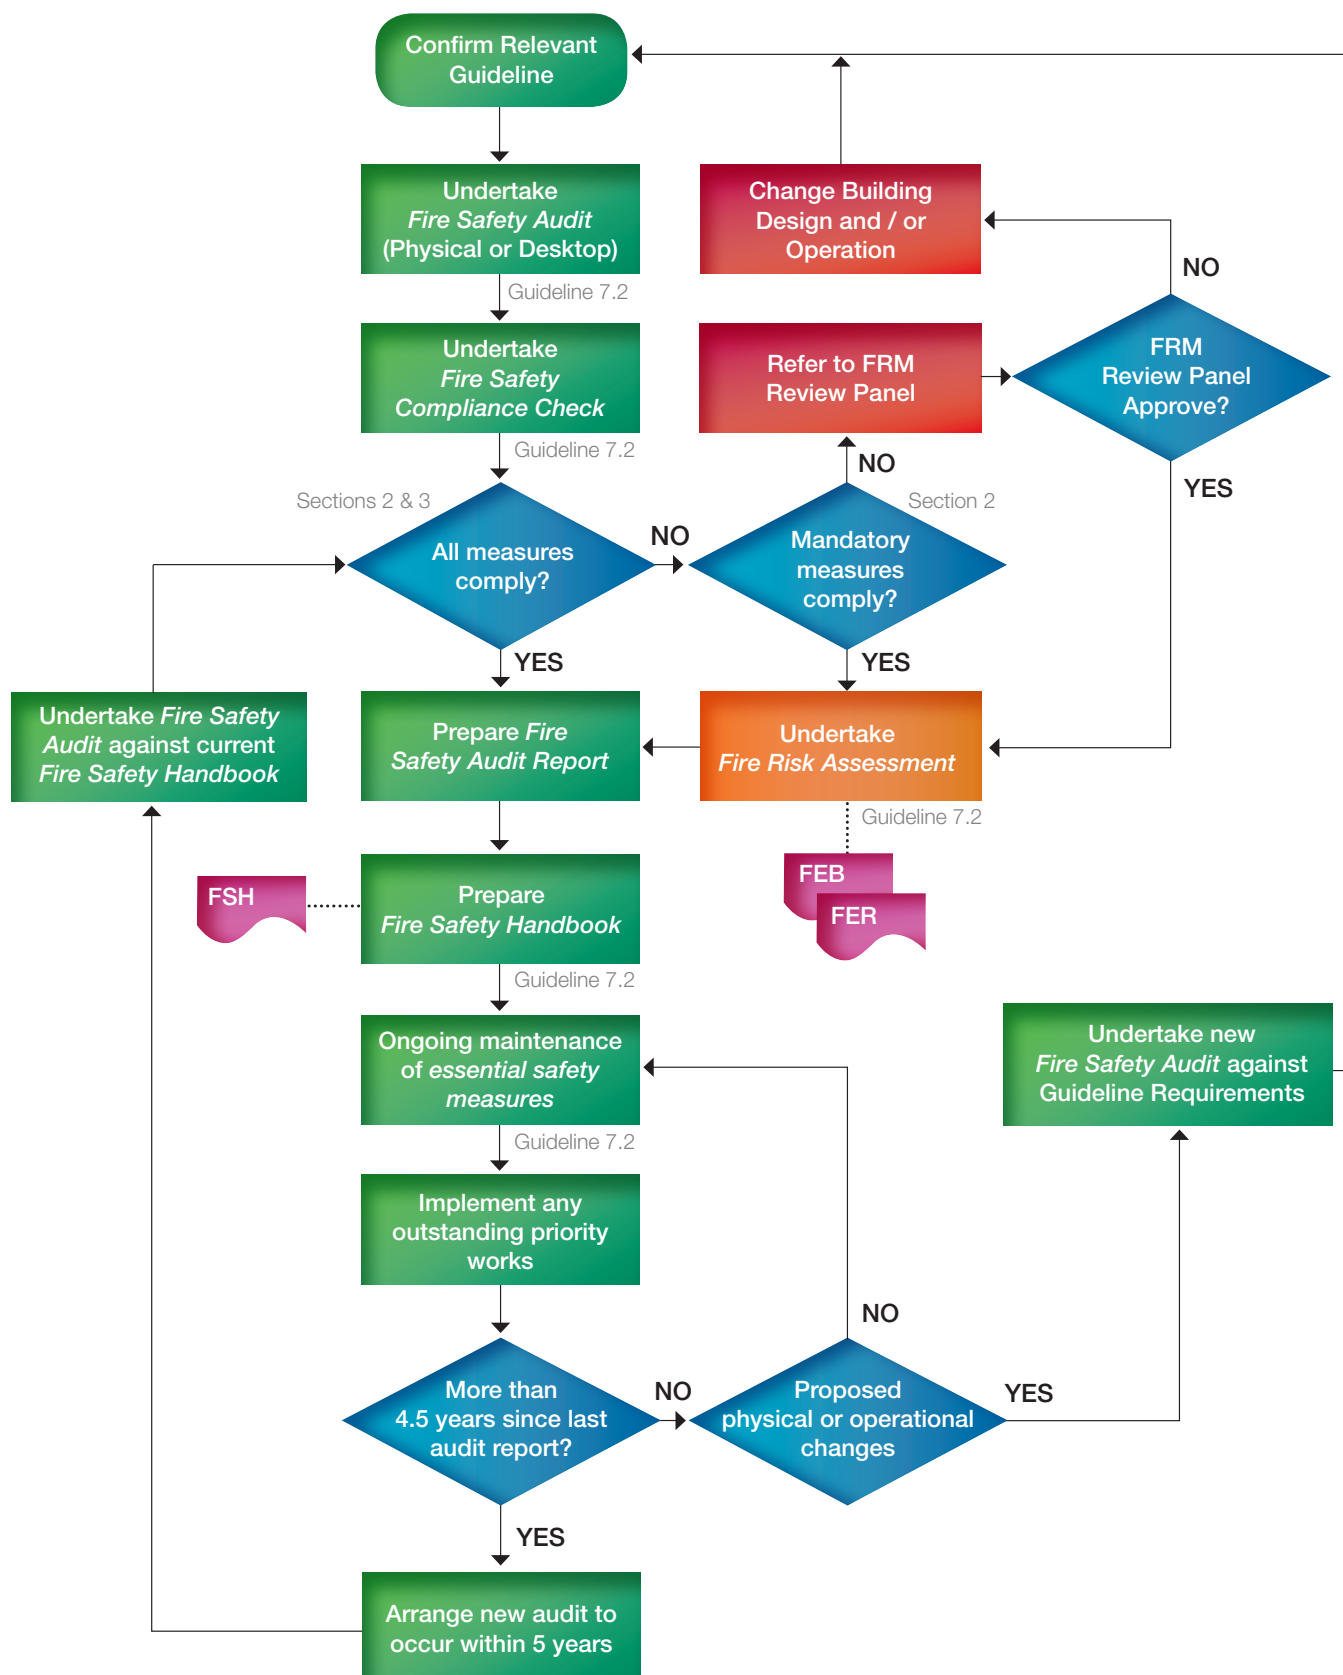 Confirm Relevant
Guideline
Undertake
Fire Safety Audit
(Physical or Desktop)
Guideline 7.2
Change Building
Design and / or
Operation
NO
Undertake
Fire Safety
Compliance Check
Guideline 7.2
Refer to FRM
Review Panel
FRM
Review Panel
Approve?
NO
YES
Sections 2 & 3
Section 2
All measures
comply?
NO
Mandatory
measures
comply?
YES
YES
Undertake Fire Safety
Audit against current
Fire Safety Handbook
Prepare Fire
Safety Audit Report
Undertake
Fire Risk Assessment
Guideline 7.2
FEB
FER
FSH
Prepare
Fire Safety Handbook
Guideline 7.2
Ongoing maintenance
of essential safety
measures
Guideline 7.2
Undertake new
Fire Safety Audit against
Guideline Requirements
Implement any
outstanding priority
works
NO
More than
4.5 years since last
audit report?
NO
Proposed
physical or operational
changes
YES
YES
Arrange new audit to
occur within 5 years